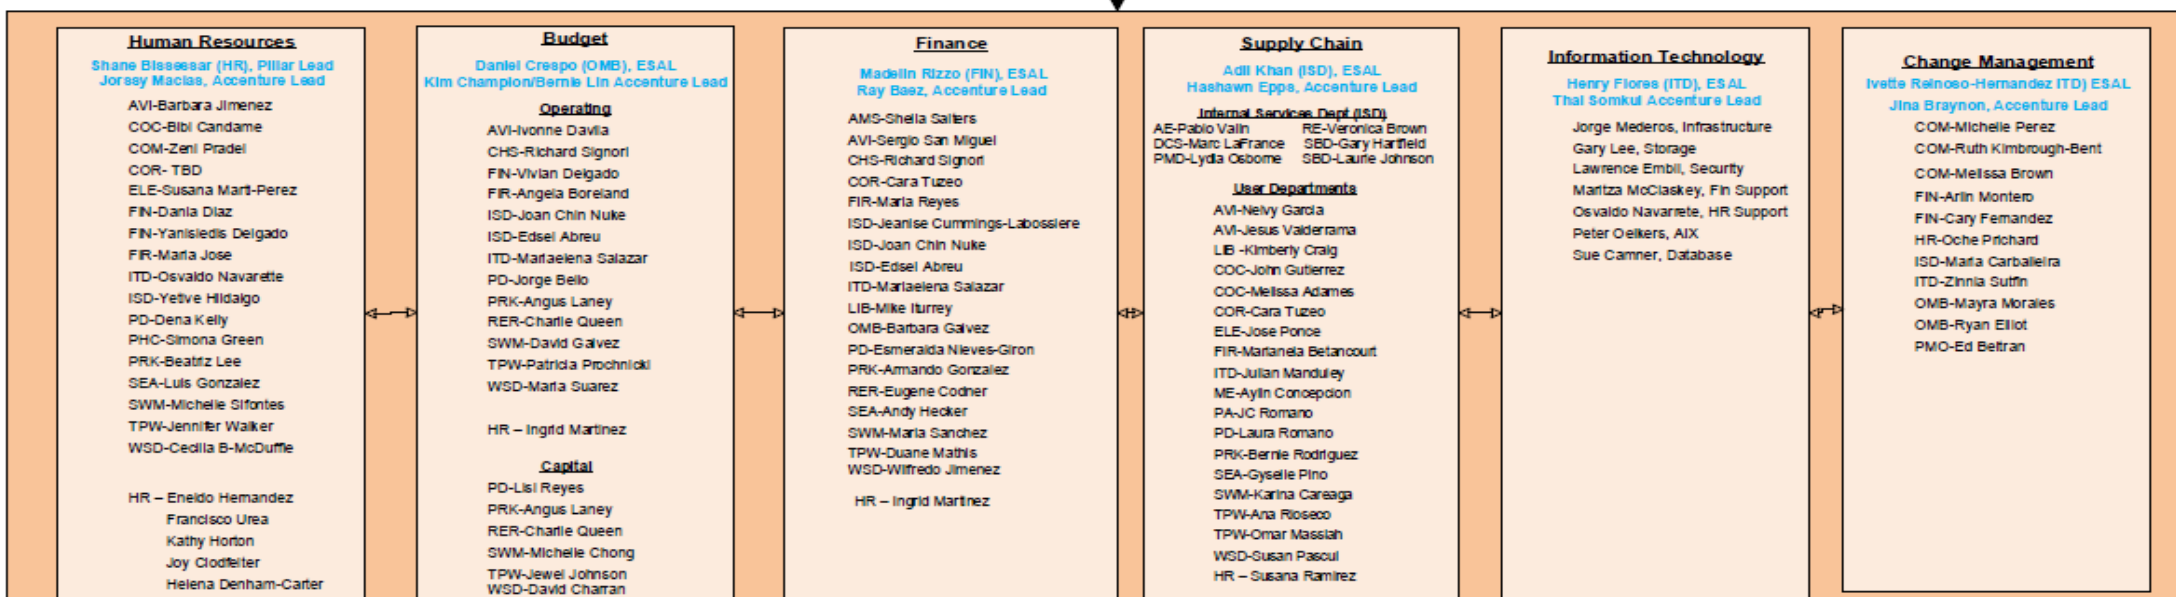 Human Resources
Shane Bissessar (HR), Pillar Lead
Jorssy Macias, Accenture Lead
AVI-Barbara Jimenez
COC-Bibi Candame
COM-Zeni Pradel
COR- TBD
ELE-Susana Marti-Perez
FIN-Dania Diaz
FIN-Yanisledis Delgado
FIR-Maria Jose
ITD-Osvaldo Navarette
ISD-Yetive Hidalgo
PD-Dena Kelly
PHC-Simona Green
PRK-Beatriz Lee
SEA-Luis Gonzalez
SWM-Michelle Sifontes
TPW-Jennifer Walker
WSD-Cecilia B-McDuffie
HR – Eneido Hernandez
Francisco Urea
Kathy Horton
Joy Clodfelter
Helena Denham-Carter
Budget
Daniel Crespo (OMB), ESAL
Kim Champion/Bernie Lin Accenture Lead
Operating
AVI-Ivonne Davila
CHS-Richard Signori
FIN-Vivian Delgado
FIR-Angela Boreland
ISD-Joan Chin Nuke
ISD-Edsel Abreu
ITD-Mariaelena Salazar
PD-Jorge Bello
PRK-Angus Laney
RER-Charlie Queen
SWM-David Galvez
TPW-Patricia Prochnicki
WSD-Maria Suarez
HR – Ingrid Martinez
Capital
PD-Lisi Reyes
PRK-Angus Laney
RER-Charlie Queen
SWM-Michelle Chong
TPW-Jewel Johnson
WSD-David Charran
Finance
Madelin Rizzo (FIN), ESAL
Ray Baez, Accenture Lead
AMS-Sheila Salters
AVI-Sergio San Miguel
CHS-Richard Signori
COR-Cara Tuzeo
FIR-Maria Reyes
ISD-Jeanise Cummings-Labossiere
ISD-Joan Chin Nuke
ISD-Edsel Abreu
ITD-Mariaelena Salazar
LIB-Mike Iturrey
OMB-Barbara Galvez
PD-Esmeralda Nieves-Giron
PRK-Armando Gonzalez
RER-Eugene Codner
SEA-Andy Hecker
SWM-Maria Sanchez
TPW-Duane Mathis
WSD-Wilfredo Jimenez
HR – Ingrid Martinez
Supply Chain
Adil Khan (ISD), ESAL
Hashawn Epps, Accenture Lead
Internal Services Dept (ISD)
AE-Pablo Valin RE-Veronica Brown
DCS-Marc LaFrance SBD-Gary Hartfield
PMD-Lydia Osborne SBD-Laurie Johnson
User Departments
AVI-Neivy Garcia
AVI-Jesus Valderrama
LIB -Kimberly Craig
COC-John Gutierrez
COC-Melissa Adames
COR-Cara Tuzeo
ELE-Jose Ponce
FIR-Marianela Betancourt
ITD-Julian Manduley
ME-Aylin Concepcion
PA-JC Romano
PD-Laura Romano
PRK-Bernie Rodriguez
SEA-Gyselle Pino
SWM-Karina Careaga
TPW-Ana Rioseco
TPW-Omar Massiah
WSD-Susan Pascul
HR – Susana Ramirez
Information Technology
Henry Flores (ITD), ESAL
Thai Somkul Accenture Lead
Jorge Mederos, Infrastructure
Gary Lee, Storage
Lawrence Embil, Security
Maritza McClaskey, Fin Support
Osvaldo Navarrete, HR Support
Peter Oelkers, AIX
Sue Camner, Database
Change Management
Ivette Reinoso-Hernandez ITD) ESAL
Jina Braynon, Accenture Lead
COM-Michelle Perez
COM-Ruth Kimbrough-Bent
COM-Melissa Brown
FIN-Arlin Montero
FIN-Cary Fernandez
HR-Oche Prichard
ISD-Maria Carballeira
ITD-Zinnia Sutfin
OMB-Mayra Morales
OMB-Ryan Elliot
PMO-Ed Beltran